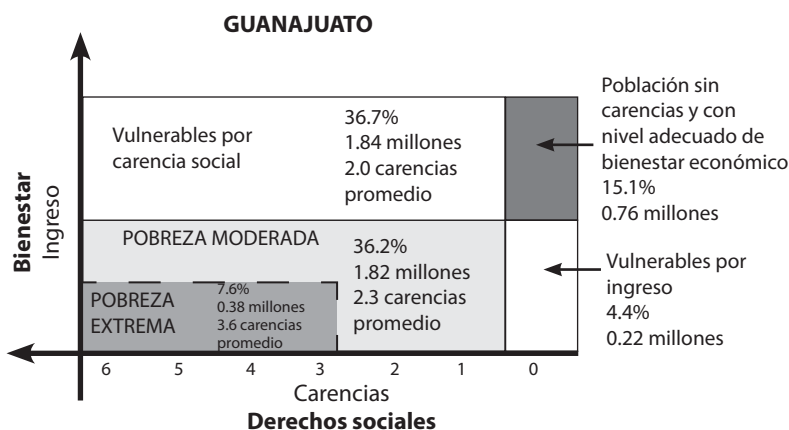 GUANAJUATO
Bienestar
Ingreso
Vulnerables por
carencia social
36.7%
1.84 millones
2.0 carencias
promedio
Población sin
carencias y con
nivel adecuado de
bienestar económico
15.1%
0.76 millones
POBREZA MODERADA
36.2%
1.82 millones
2.3 carencias
promedio
POBREZA
EXTREMA
7.6%
0.38 millones
3.6 carencias
promedio
Vulnerables por
ingreso
4.4%
0.22 millones
6 5 4 3 2 1 0
Carencias
Derechos sociales